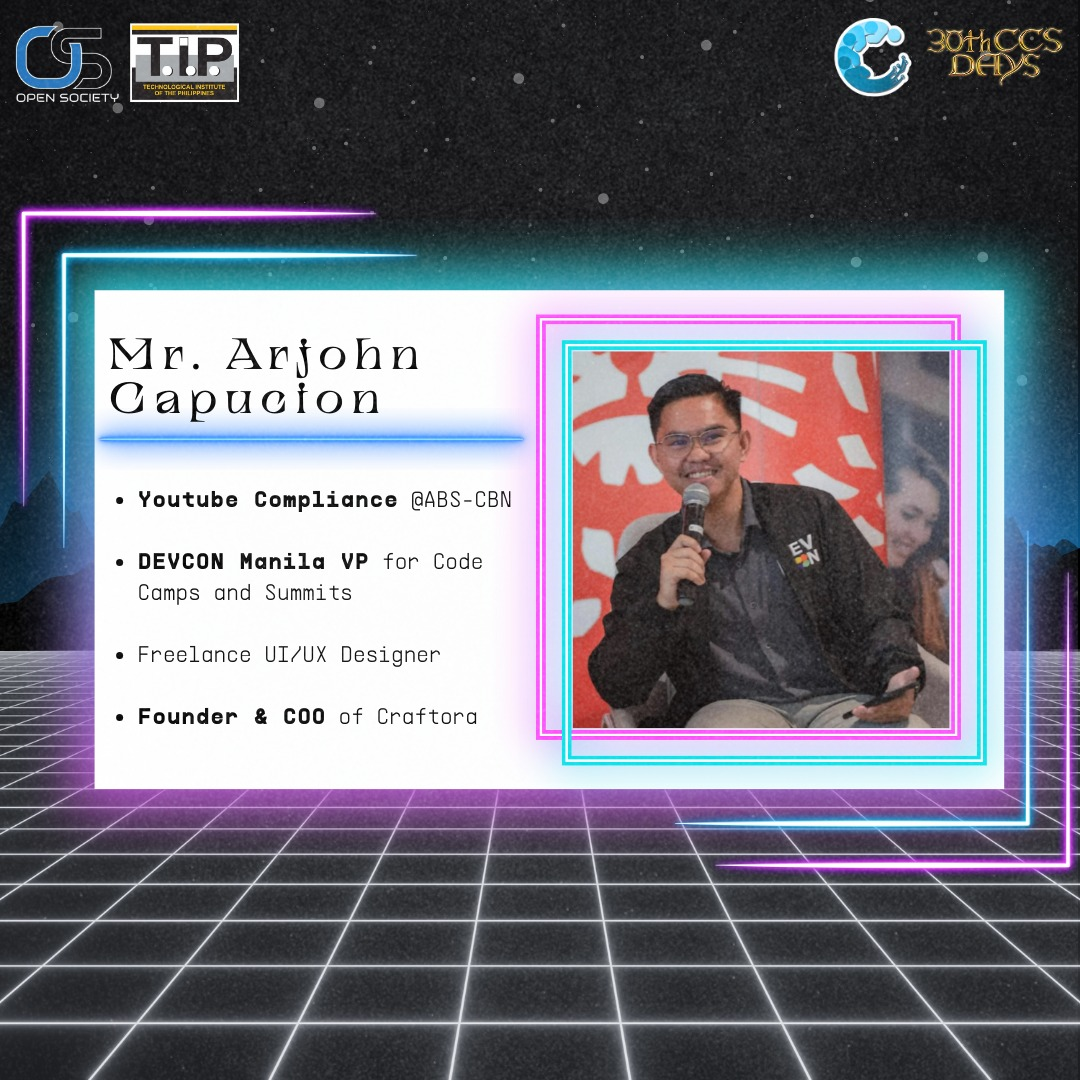 OPEN SOCIETY
T.I.P
TECHNOLOGICAL INSTITUTE
OF THE PHILIPPINES
30th CCS
DAYS
Mr. Arjohn
Capucion
• Youtube Compliance @ABS-CBN
• DEVCON Manila VP for Code
Camps and Summits
• Freelance UI/UX Designer
• Founder & COO of Craftora
EV
N